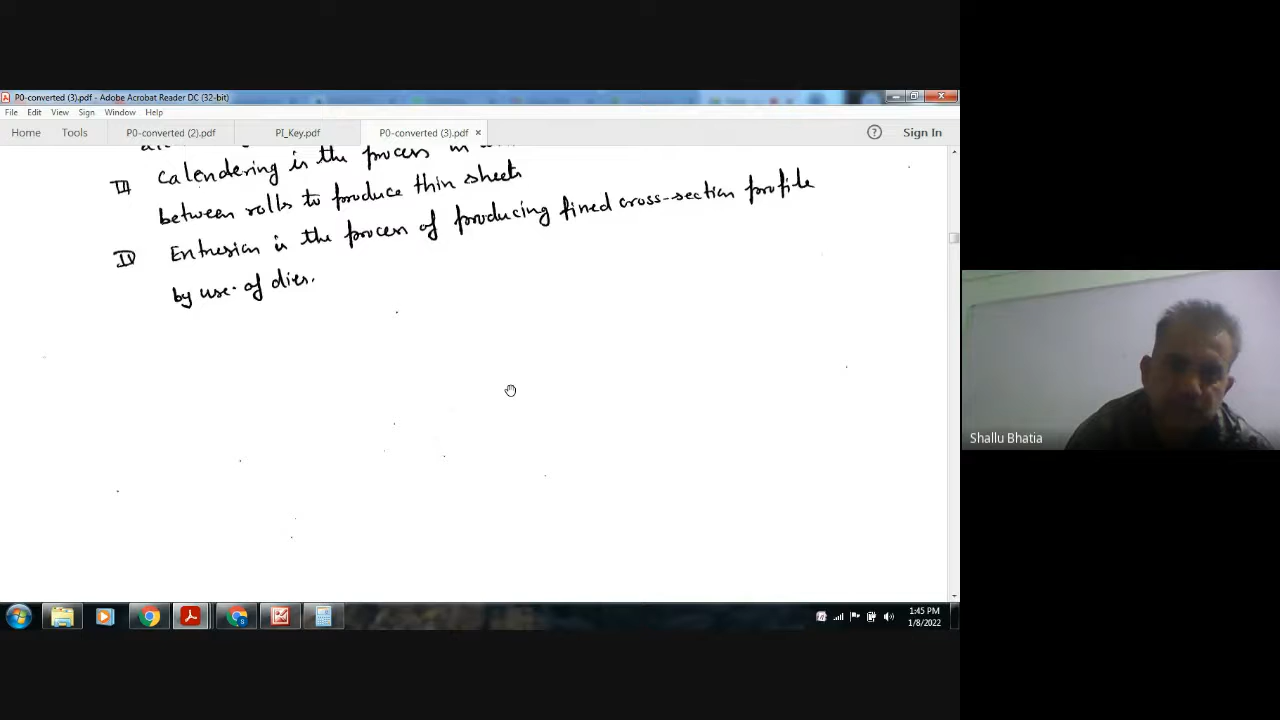 P0-converted (3).pdf - Adobe Acrobat Reader DC (32-bit)
File Edit View Sign Window Help
Home Tools P0-converted (2).pdf PI_Key.pdf P0-converted (3).pdf × ? Sign In
III Calendering is the process in
between rolls to produce thin sheets
IV Extrusion is the process of producing fixed cross-section profile
by use of dies.
Shallu Bhatia
1:45 PM
1/8/2022